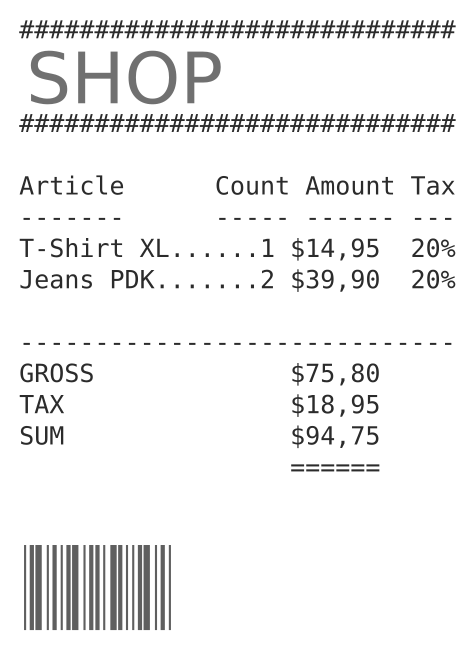 #############################
SHOP
#############################
Article      Count Amount Tax
-------      ----- ------ ---
T-Shirt XL......1 $14,95  20%
Jeans PDK.......2 $39,90  20%
-----------------------------
GROSS             $75,80
TAX               $18,95
SUM               $94,75
                  ======